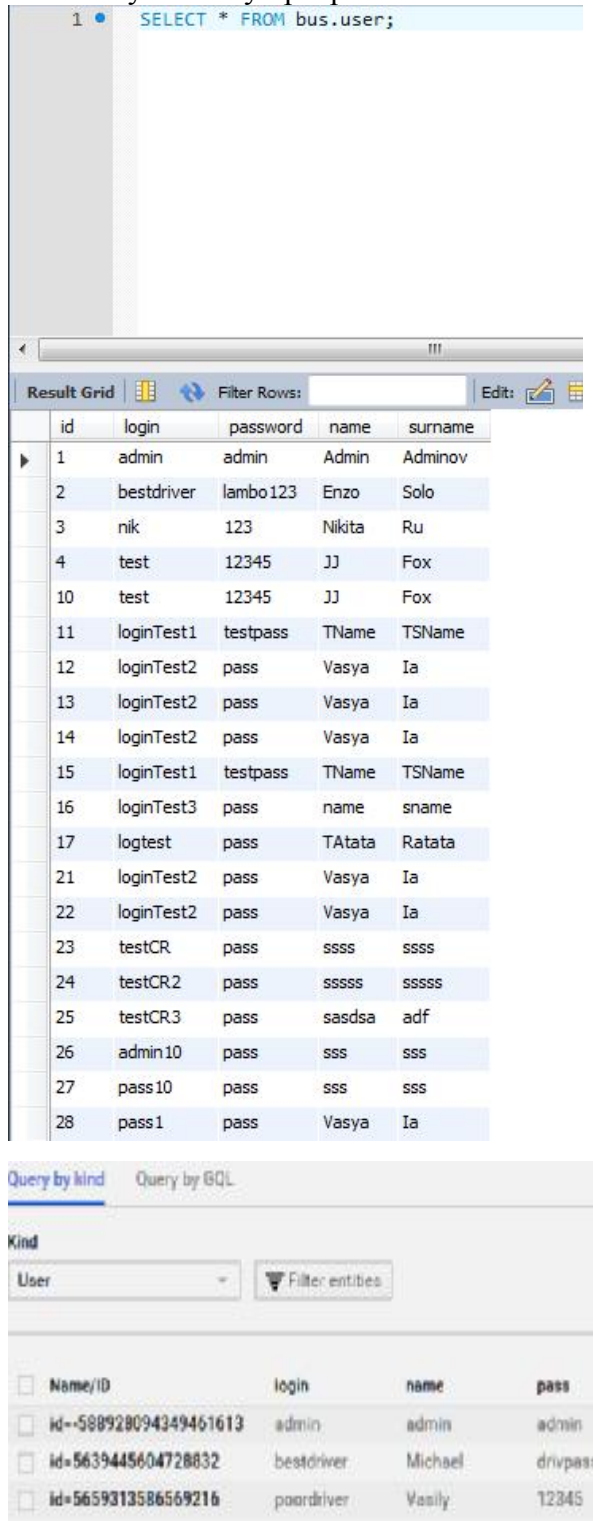 1 SELECT * FROM bus.user;
Result Grid Filter Rows: Edit:
id login password name surname
1 admin admin Admin Adminov
2 bestdriver lambo123 Enzo Solo
3 nik 123 Nikita Ru
4 test 12345 JJ Fox
10 test 12345 JJ Fox
11 loginTest1 testpass TName TSName
12 loginTest2 pass Vasya Ia
13 loginTest2 pass Vasya Ia
14 loginTest2 pass Vasya Ia
15 loginTest1 testpass TName TSName
16 loginTest3 pass name sname
17 logtest pass TAtata Ratata
21 loginTest2 pass Vasya Ia
22 loginTest2 pass Vasya Ia
23 testCR pass ssss ssss
24 testCR2 pass sssss sssss
25 testCR3 pass sasdsa adf
26 admin10 pass sss sss
27 pass10 pass sss sss
28 pass1 pass Vasya Ia
Query by kind Query by GQL
Kind
User Filter entities
Name/ID login name pass
id=-588928094349461613 admin admin admin
id=5639445604728832 bestdriver Michael drivpass
id=5659313586569216 poordriver Vasily 12345